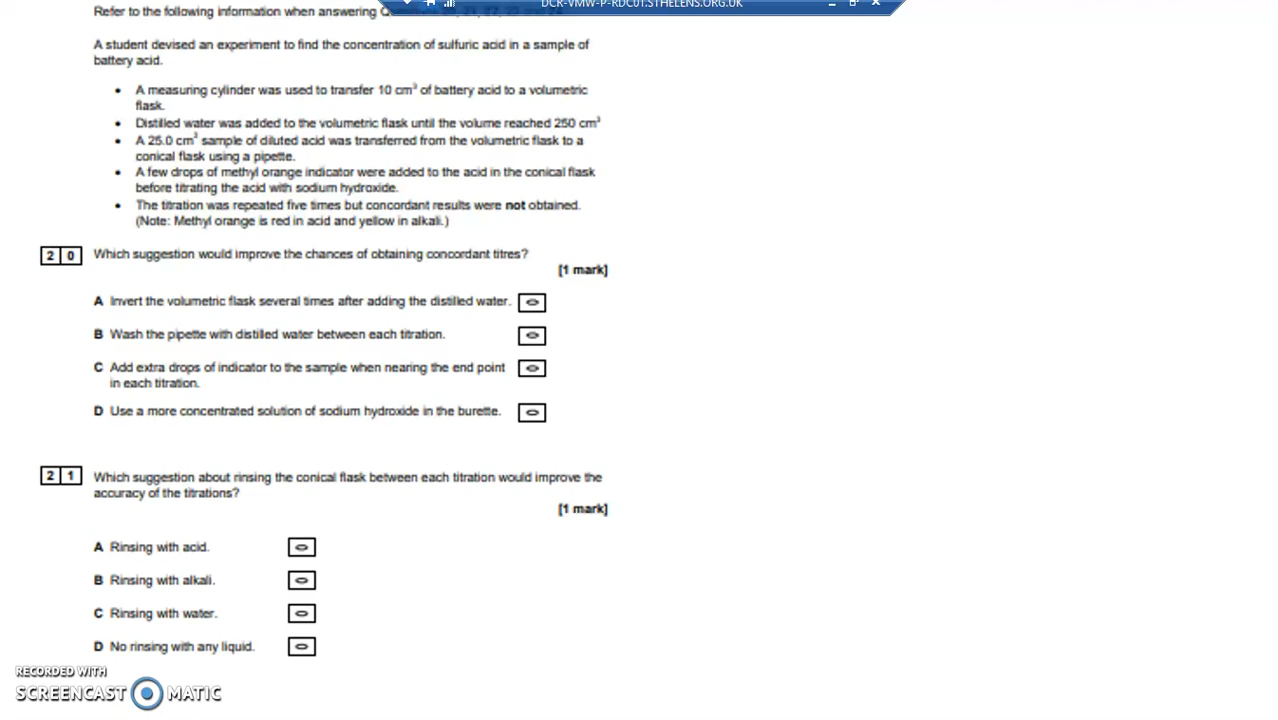 DCR-VMW-P-RDC01.STHELENS.ORG.UK
Refer to the following information when answering
A student devised an experiment to find the concentration of sulfuric acid in a sample of
battery acid.
• A measuring cylinder was used to transfer 10 cm³ of battery acid to a volumetric
flask.
• Distilled water was added to the volumetric flask until the volume reached 250 cm³
• A 25.0 cm³ sample of diluted acid was transferred from the volumetric flask to a
conical flask using a pipette.
• A few drops of methyl orange indicator were added to the acid in the conical flask
before titrating the acid with sodium hydroxide.
• The titration was repeated five times but concordant results were not obtained.
(Note: Methyl orange is red in acid and yellow in alkali.)
2 0 Which suggestion would improve the chances of obtaining concordant titres?
[1 mark]
A Invert the volumetric flask several times after adding the distilled water.
B Wash the pipette with distilled water between each titration.
C Add extra drops of indicator to the sample when nearing the end point
in each titration.
D Use a more concentrated solution of sodium hydroxide in the burette.
2 1 Which suggestion about rinsing the conical flask between each titration would improve the
accuracy of the titrations?
[1 mark]
A Rinsing with acid.
B Rinsing with alkali.
C Rinsing with water.
D No rinsing with any liquid.
RECORDED WITH
SCREENCAST MATIC